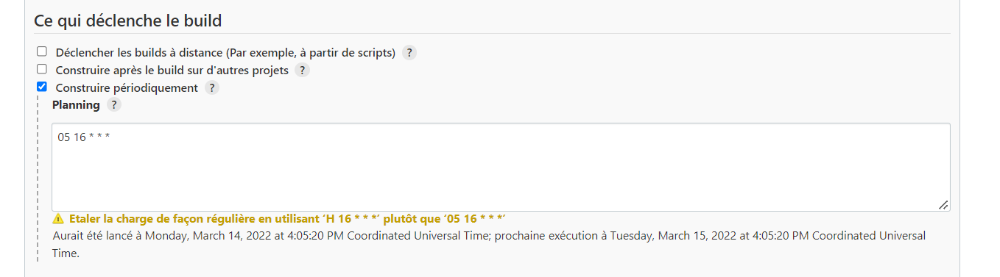 Ce qui déclenche le build
Déclencher les builds à distance (Par exemple, à partir de scripts) ?
Construire après le build sur d'autres projets ?
Construire périodiquement ?
Planning ?
05 16 * * *
Etaler la charge de façon régulière en utilisant ‘H 16 * * *’ plutôt que ‘05 16 * * *’
Aurait été lancé à Monday, March 14, 2022 at 4:05:20 PM Coordinated Universal Time; prochaine exécution à Tuesday, March 15, 2022 at 4:05:20 PM Coordinated Universal
Time.